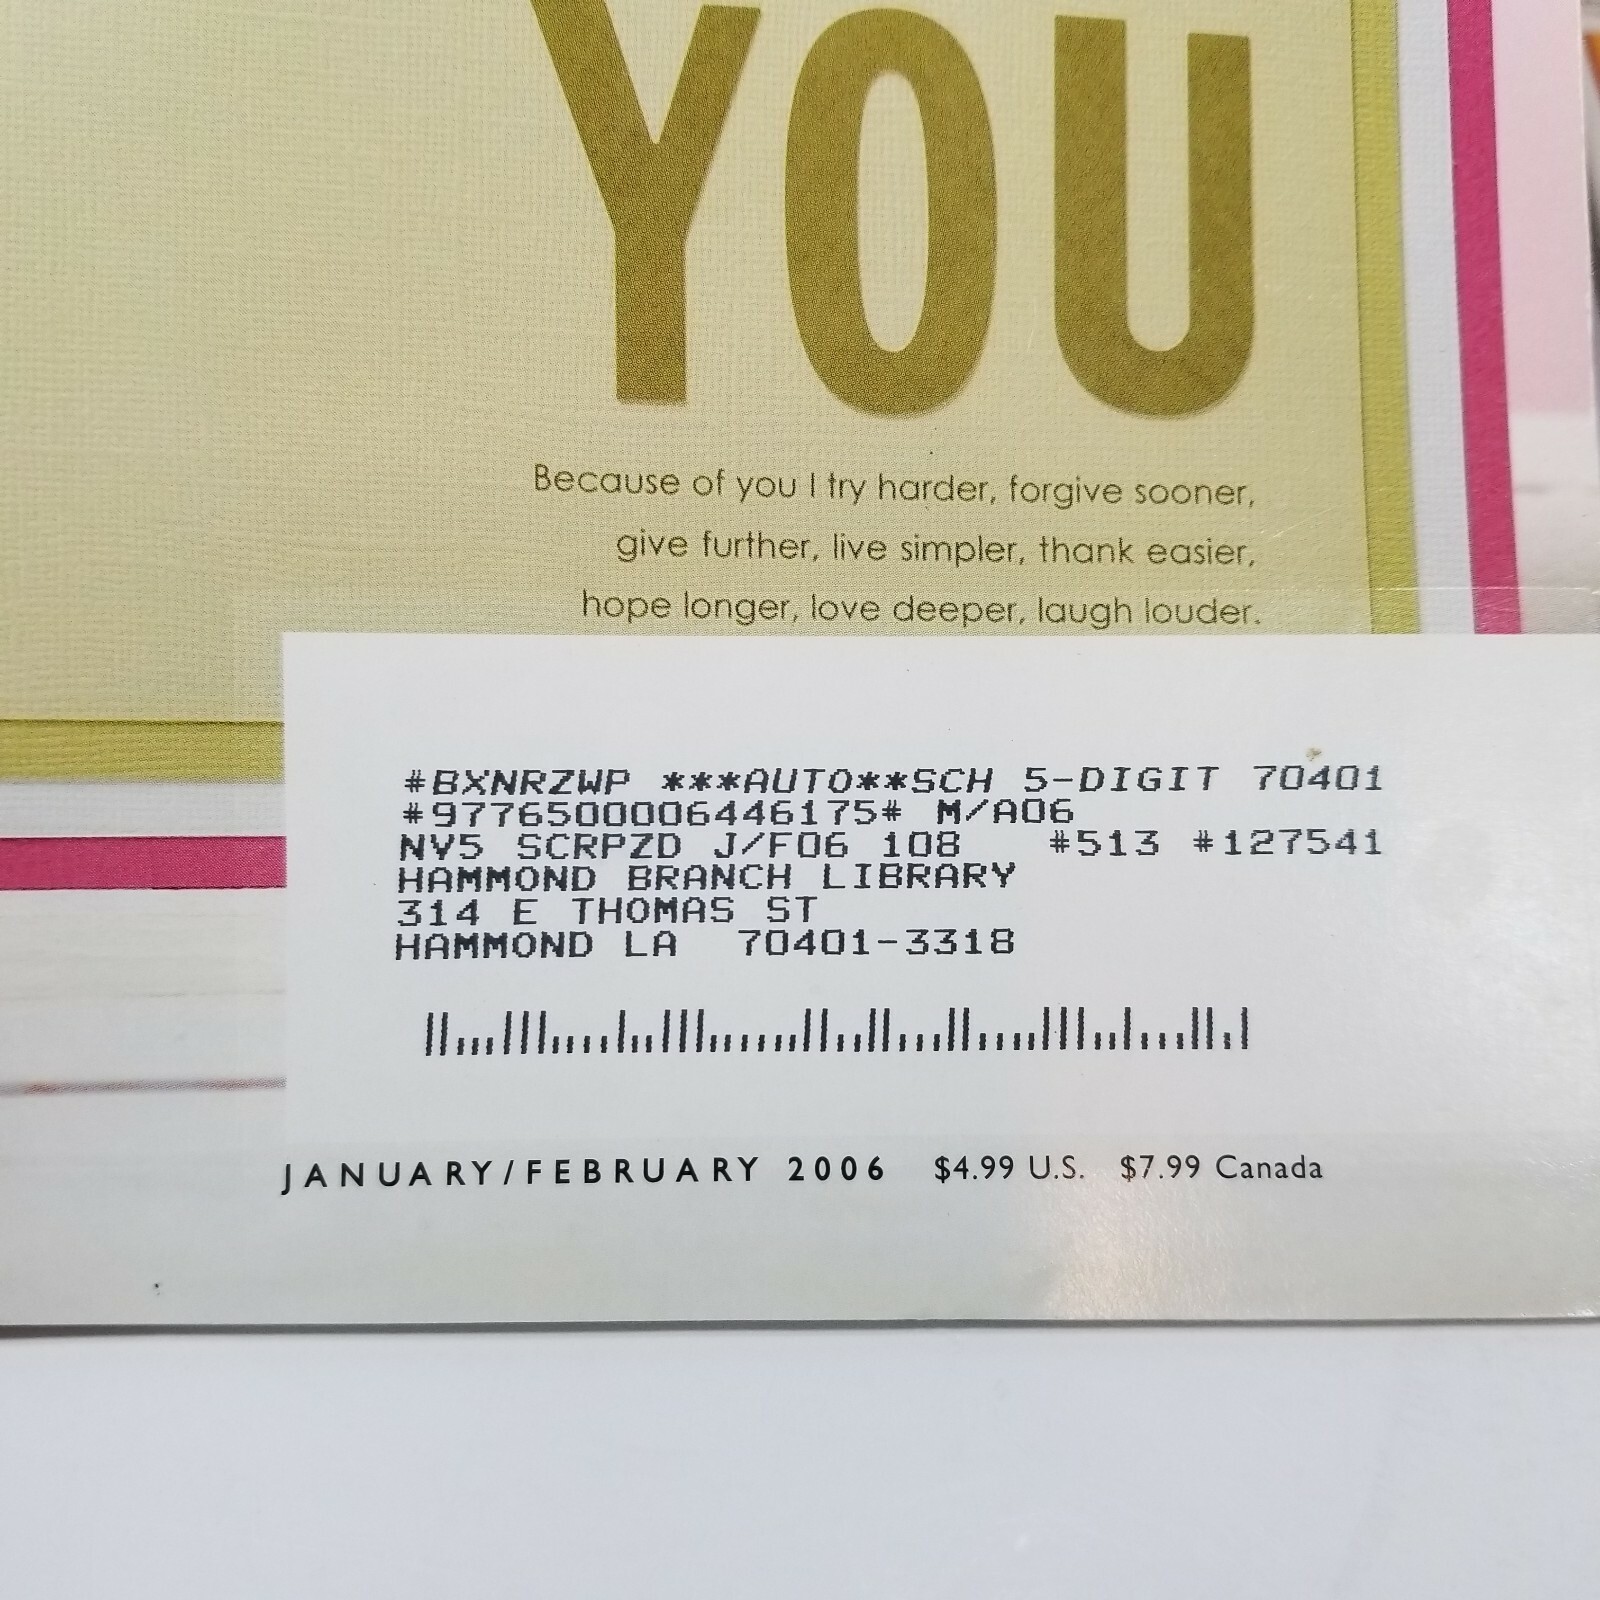 YOU
Because of you I try harder, forgive sooner,
give further, live simpler, thank easier,
hope longer, love deeper, laugh louder.
#BXNRZWP ***AUTO**SCH 5-DIGIT 70401
#9776500006446175# M/A06
NV5 SCRPZD J/F06 108 #513 #127541
HAMMOND BRANCH LIBRARY
314 E THOMAS ST
HAMMOND LA 70401-3318
JANUARY/FEBRUARY 2006 $4.99 U.S. $7.99 Canada